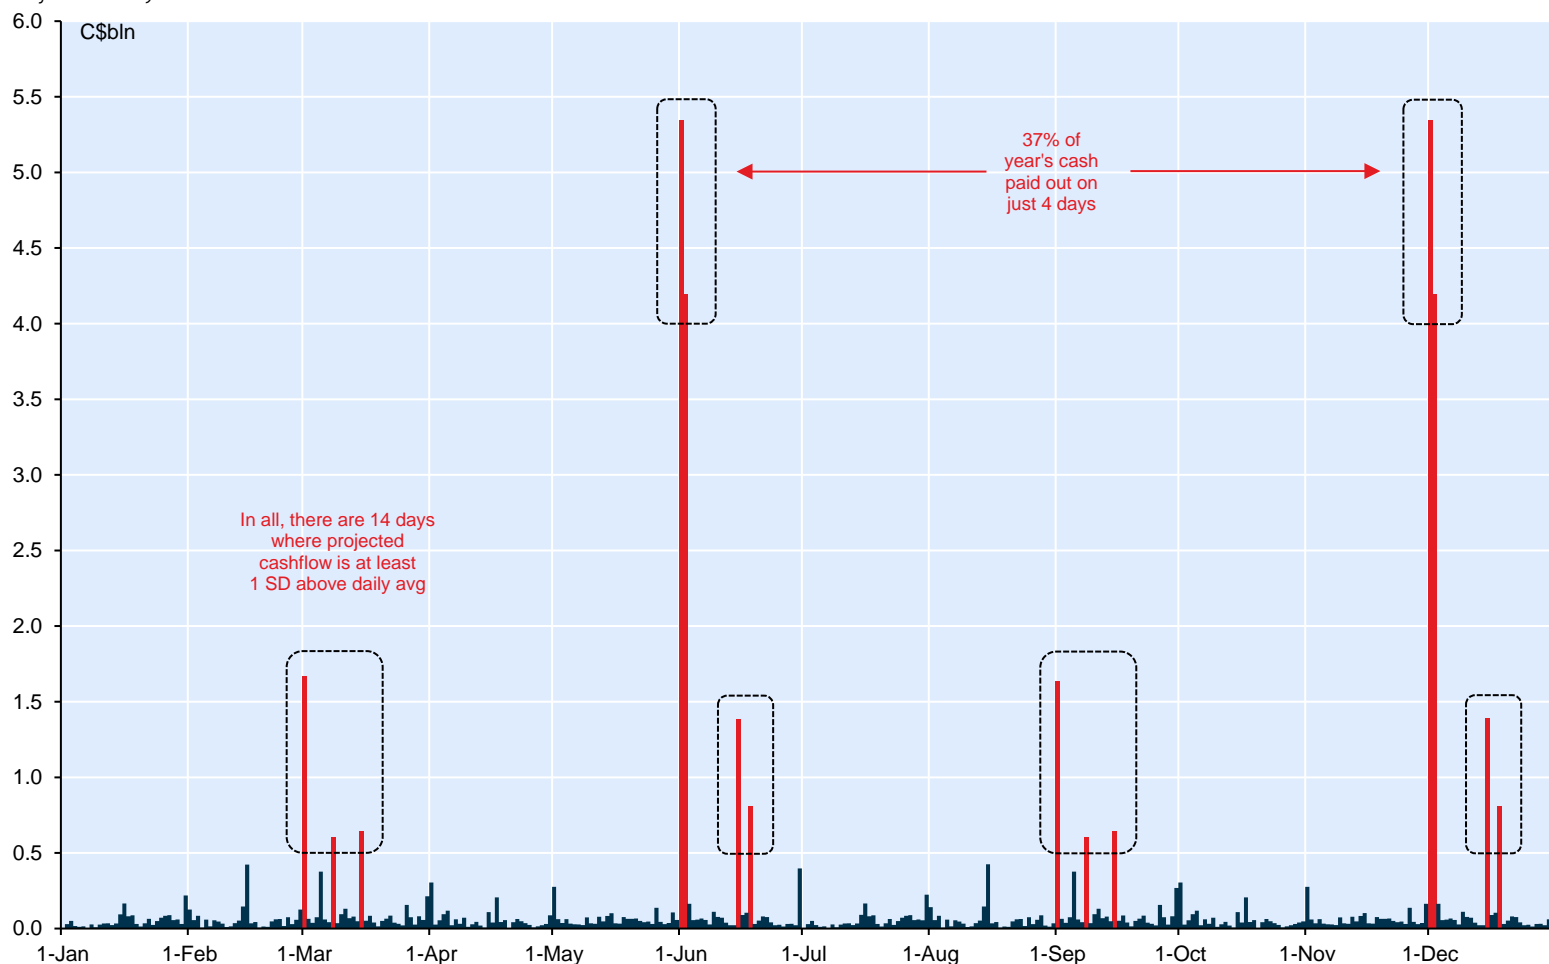 6.0
C$bln
5.5
5.0
4.5
4.0
3.5
3.0
2.5
2.0
1.5
1.0
0.5
0.0
37% of
year's cash
paid out on
just 4 days
In all, there are 14 days
where projected
cashflow is at least
1 SD above daily avg
1-Jan 1-Feb 1-Mar 1-Apr 1-May 1-Jun 1-Jul 1-Aug 1-Sep 1-Oct 1-Nov 1-Dec